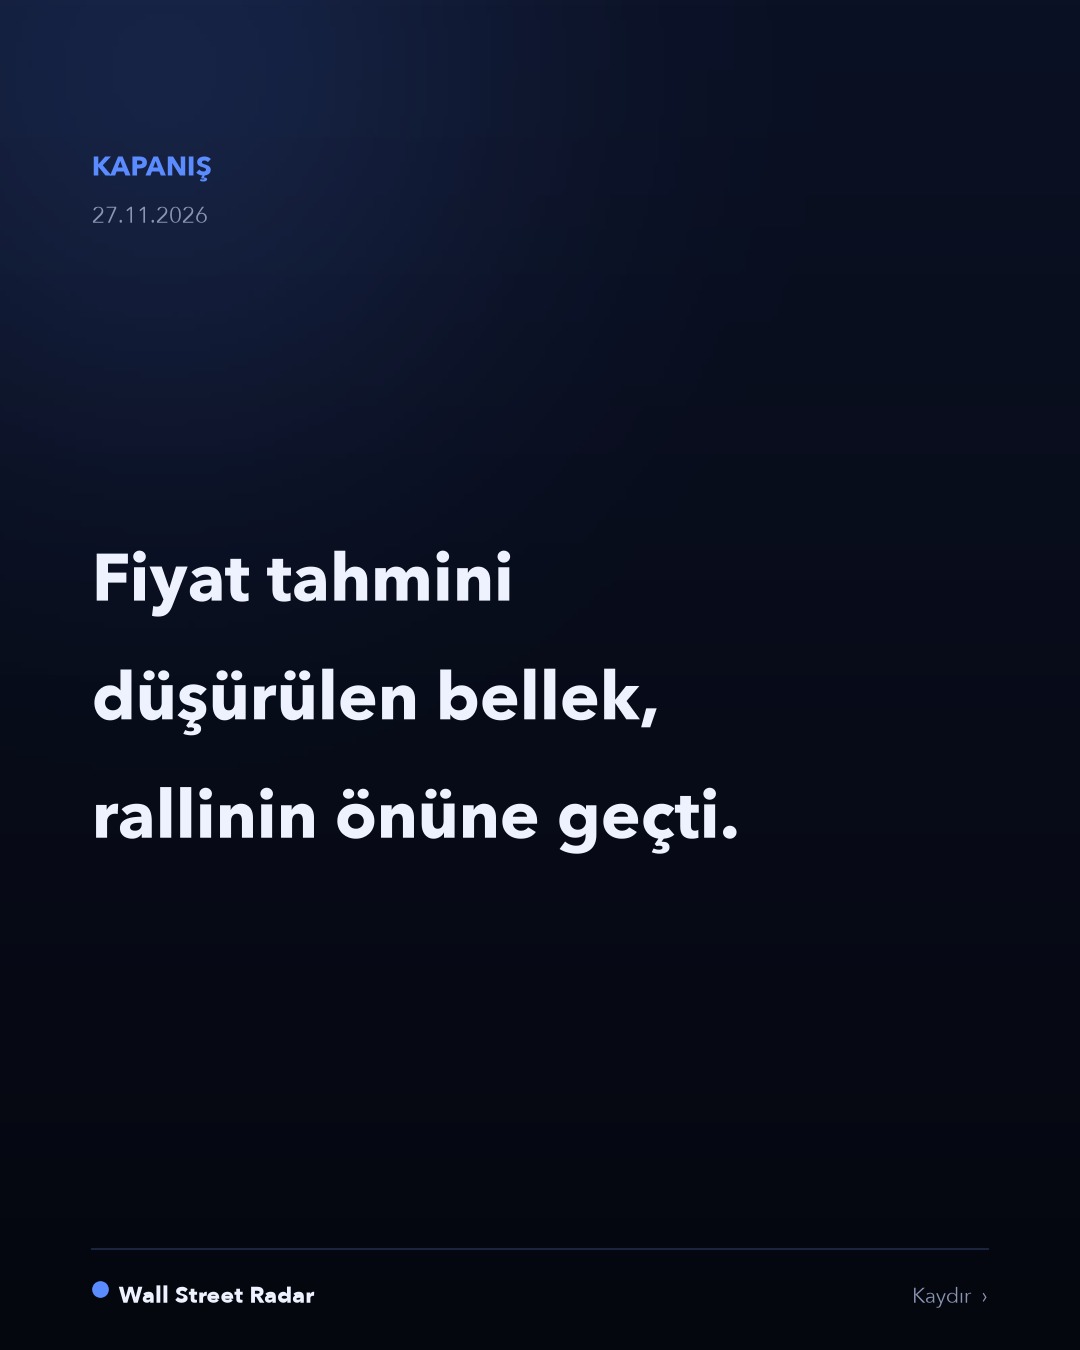 KAPANIŞ
27.11.2026
Fiyat tahmini
düşürülen bellek,
rallinin önüne geçti.
Wall Street Radar
Kaydır ›